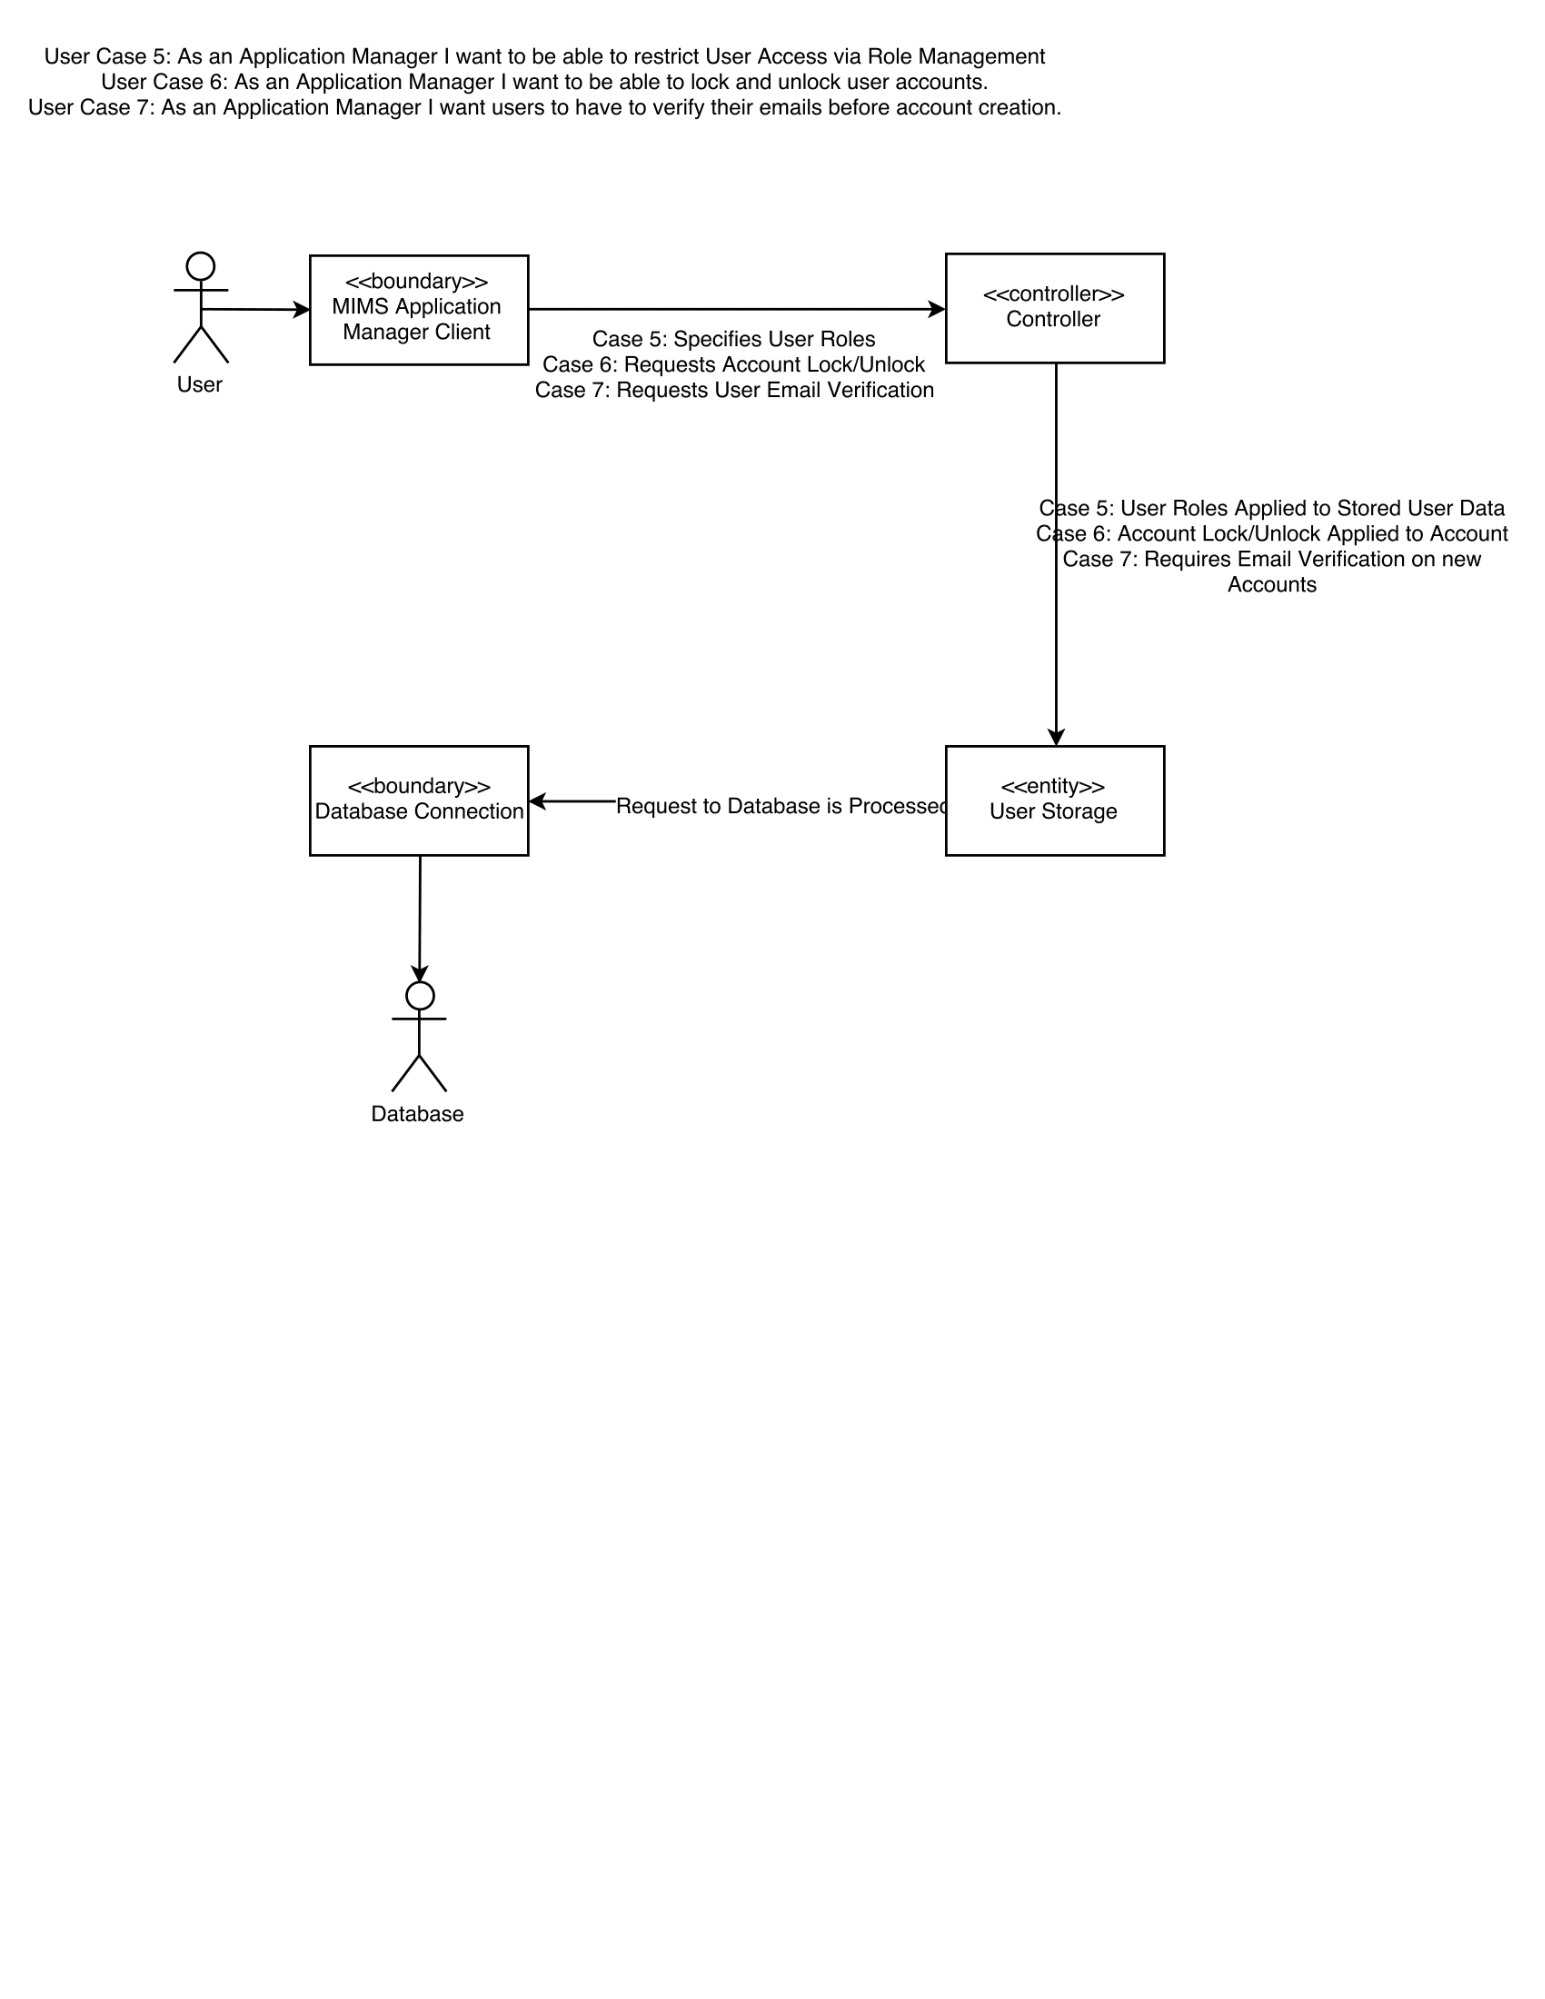 User Case 5: As an Application Manager I want to be able to restrict User Access via Role Management
User Case 6: As an Application Manager I want to be able to lock and unlock user accounts.
User Case 7: As an Application Manager I want users to have to verify their emails before account creation.
<<boundary>>
MIMS Application
Manager Client
<<controller>>
Controller
Case 5: Specifies User Roles
Case 6: Requests Account Lock/Unlock
Case 7: Requests User Email Verification
User
Case 5: User Roles Applied to Stored User Data
Case 6: Account Lock/Unlock Applied to Account
Case 7: Requires Email Verification on new
Accounts
<<boundary>>
Database Connection
Request to Database is Processed
<<entity>>
User Storage
Database